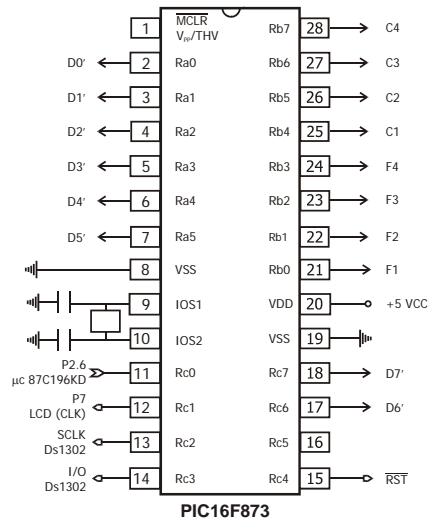 1 MCLR Rb7 28 C4
Vpp/THV
D0' 2 Ra0 Rb6 27 C3
D1' 3 Ra1 Rb5 26 C2
D2' 4 Ra2 Rb4 25 C1
D3' 5 Ra3 Rb3 24 F4
D4' 6 Ra4 Rb2 23 F3
D5' 7 Ra5 Rb1 22 F2
8 VSS Rb0 21 F1
9 IOS1 VDD 20 +5 VCC
10 IOS2 VSS 19
P2.6
µc 87C196KD 11 Rc0 Rc7 18 D7'
P7
LCD (CLK) 12 Rc1 Rc6 17 D6'
SCLK
Ds1302 13 Rc2 Rc5 16
I/O
Ds1302 14 Rc3 Rc4 15 RST
PIC16F873